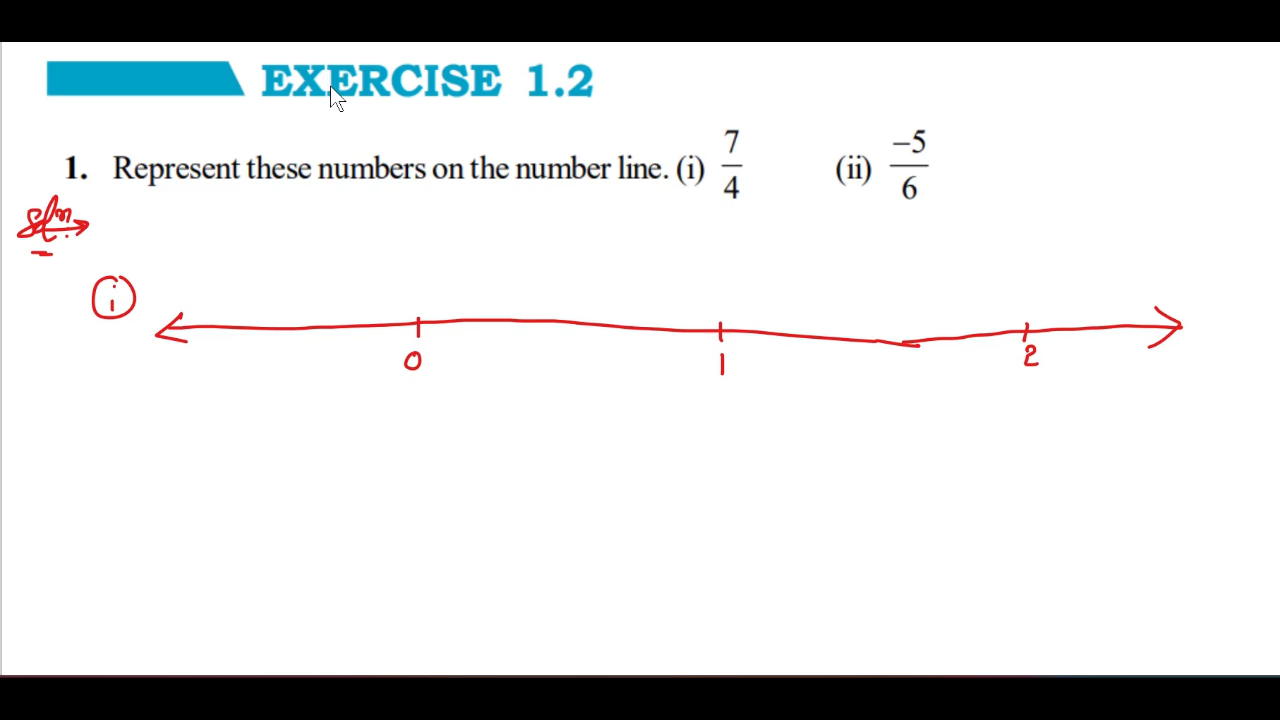 EXERCISE 1.2
1. Represent these numbers on the number line. (i) 7/4 (ii) –5/6
Soln.
(i)
0 1 2